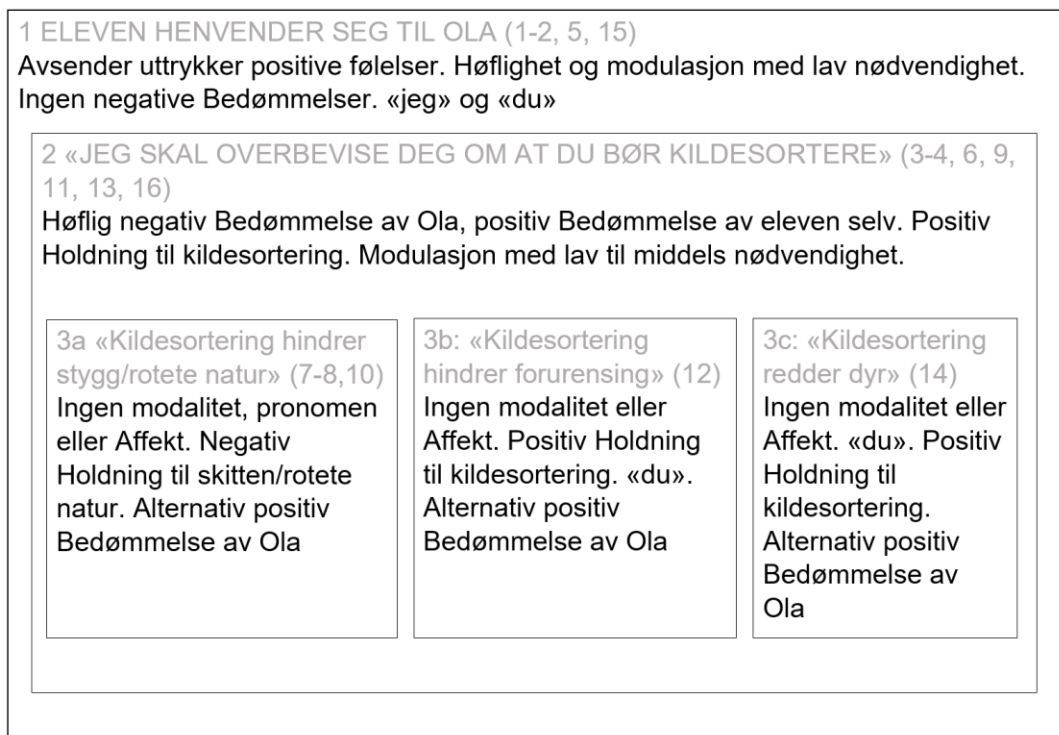 1 ELEVEN HENVENDER SEG TIL OLA (1-2, 5, 15)
Avsender uttrykker positive følelser. Høflighet og modulasjon med lav nødvendighet.
Ingen negative Bedømmelser. «jeg» og «du»
2 «JEG SKAL OVERBEVISE DEG OM AT DU BØR KILDESORTERE» (3-4, 6, 9,
11, 13, 16)
Høflig negativ Bedømmelse av Ola, positiv Bedømmelse av eleven selv. Positiv
Holdning til kildesortering. Modulasjon med lav til middels nødvendighet.
3a «Kildesortering hindrer
stygg/rotete natur» (7-8,10)
Ingen modalitet, pronomen
eller Affekt. Negativ
Holdning til skitten/rotete
natur. Alternativ positiv
Bedømmelse av Ola
3b: «Kildesortering
hindrer forurensing» (12)
Ingen modalitet eller
Affekt. Positiv Holdning
til kildesortering. «du».
Alternativ positiv
Bedømmelse av Ola
3c: «Kildesortering
redder dyr» (14)
Ingen modalitet eller
Affekt. «du». Positiv
Holdning til
kildesortering.
Alternativ positiv
Bedømmelse av
Ola